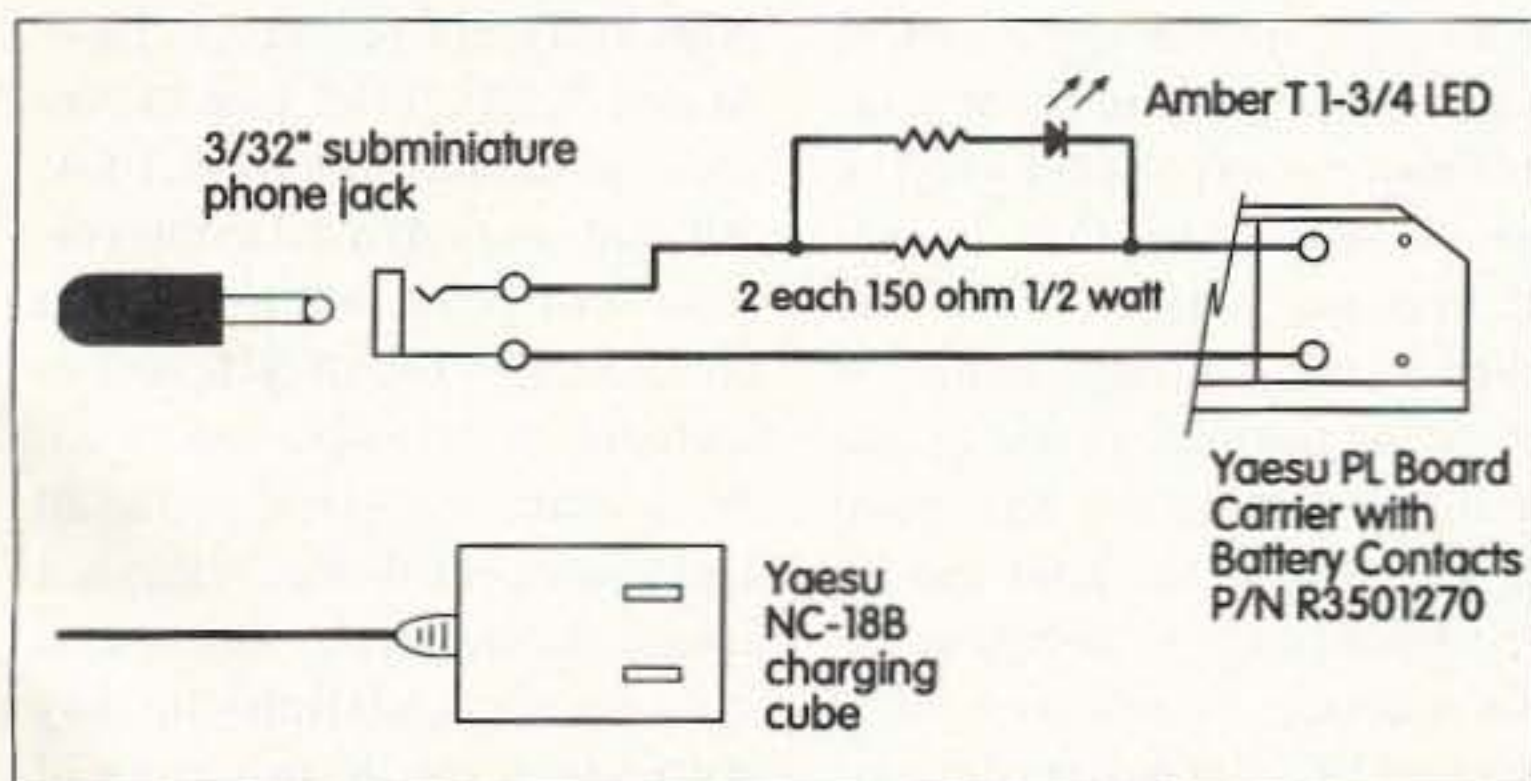 Amber T 1-3/4 LED
3/32" subminiature
phone jack
2 each 150 ohm 1/2 watt
Yaesu PL Board
Carrier with
Battery Contacts
P/N R3501270
Yaesu
NC-18B
charging
cube